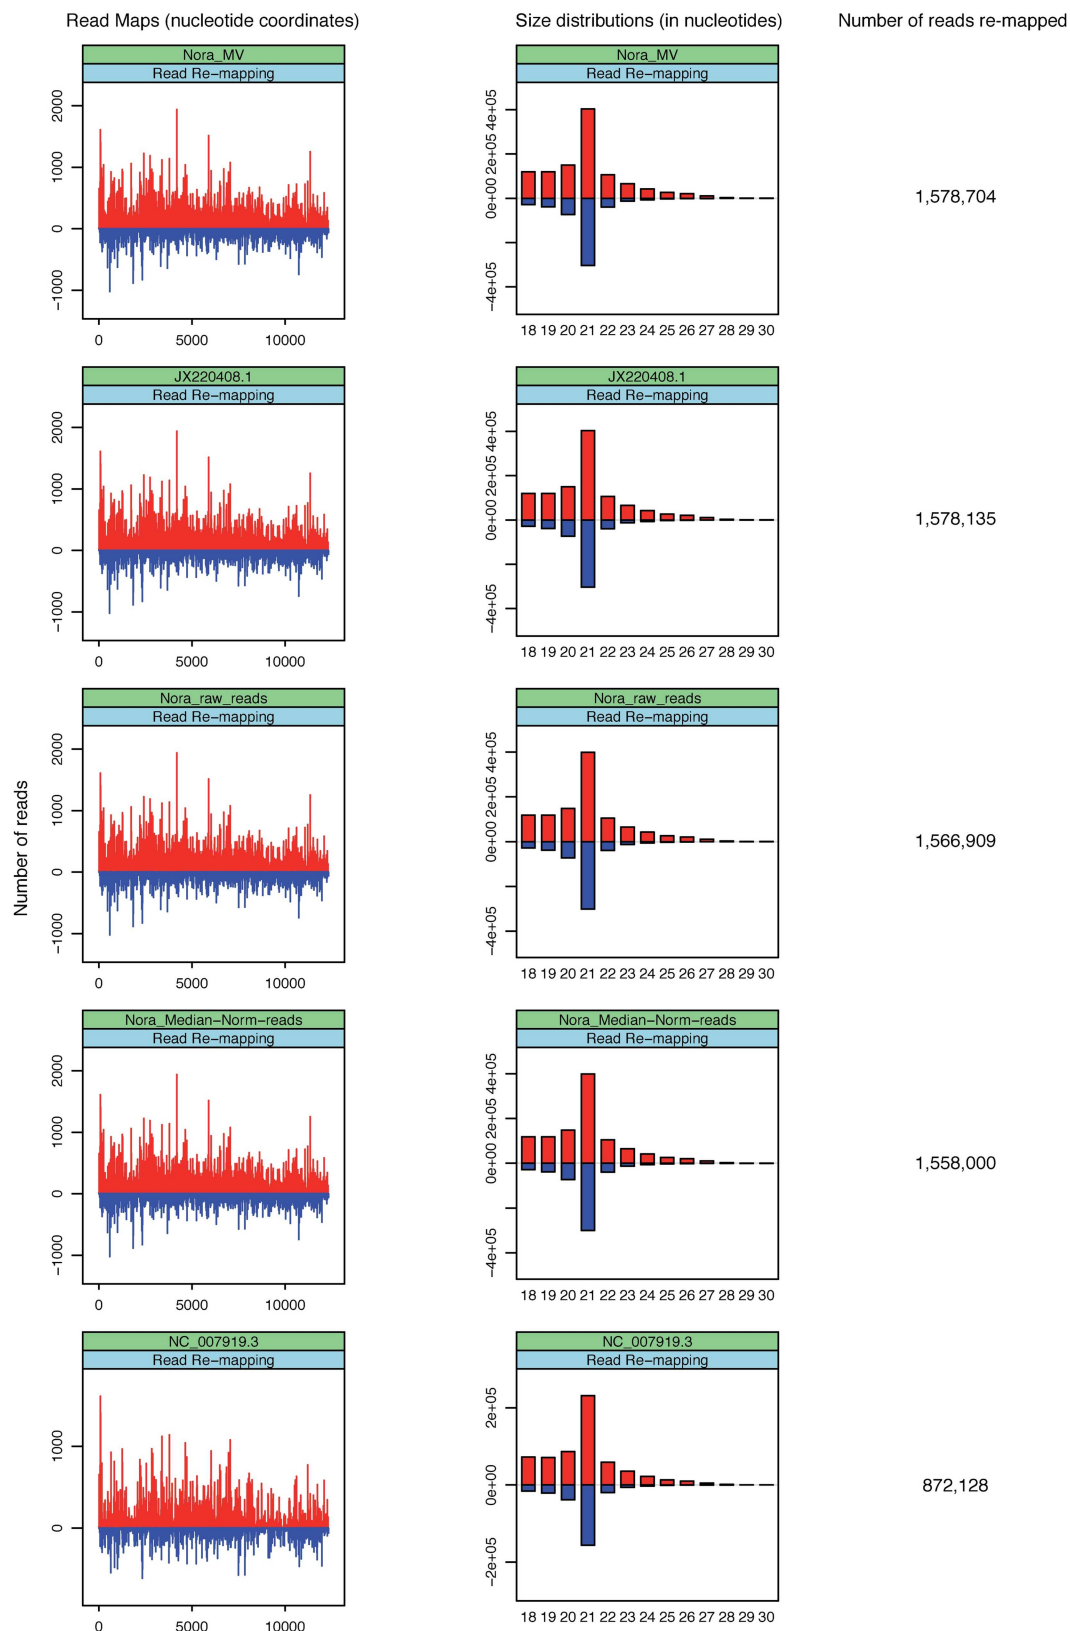 Read Maps (nucleotide coordinates) Size distributions (in nucleotides) Number of reads re-mapped
Nora_MV Nora_MV
Read Re−mapping Read Re−mapping
2000
1000
0
−1000
0 5000 10000
4e+05
2e+05
0e+00
−4e+05
18 19 20 21 22 23 24 25 26 27 28 29 30
1,578,704
JX220408.1 JX220408.1
Read Re−mapping Read Re−mapping
2000
1000
0
−1000
0 5000 10000
4e+05
2e+05
0e+00
−4e+05
18 19 20 21 22 23 24 25 26 27 28 29 30
1,578,135
Number of reads
Nora_raw_reads Nora_raw_reads
Read Re−mapping Read Re−mapping
2000
1000
0
−1000
0 5000 10000
4e+05
2e+05
0e+00
−4e+05
18 19 20 21 22 23 24 25 26 27 28 29 30
1,566,909
Nora_Median−Norm−reads Nora_Median−Norm−reads
Read Re−mapping Read Re−mapping
2000
1000
0
−1000
0 5000 10000
4e+05
2e+05
0e+00
−4e+05
18 19 20 21 22 23 24 25 26 27 28 29 30
1,558,000
NC_007919.3 NC_007919.3
Read Re−mapping Read Re−mapping
1000
0
0 5000 10000
2e+05
0e+00
−2e+05
18 19 20 21 22 23 24 25 26 27 28 29 30
872,128